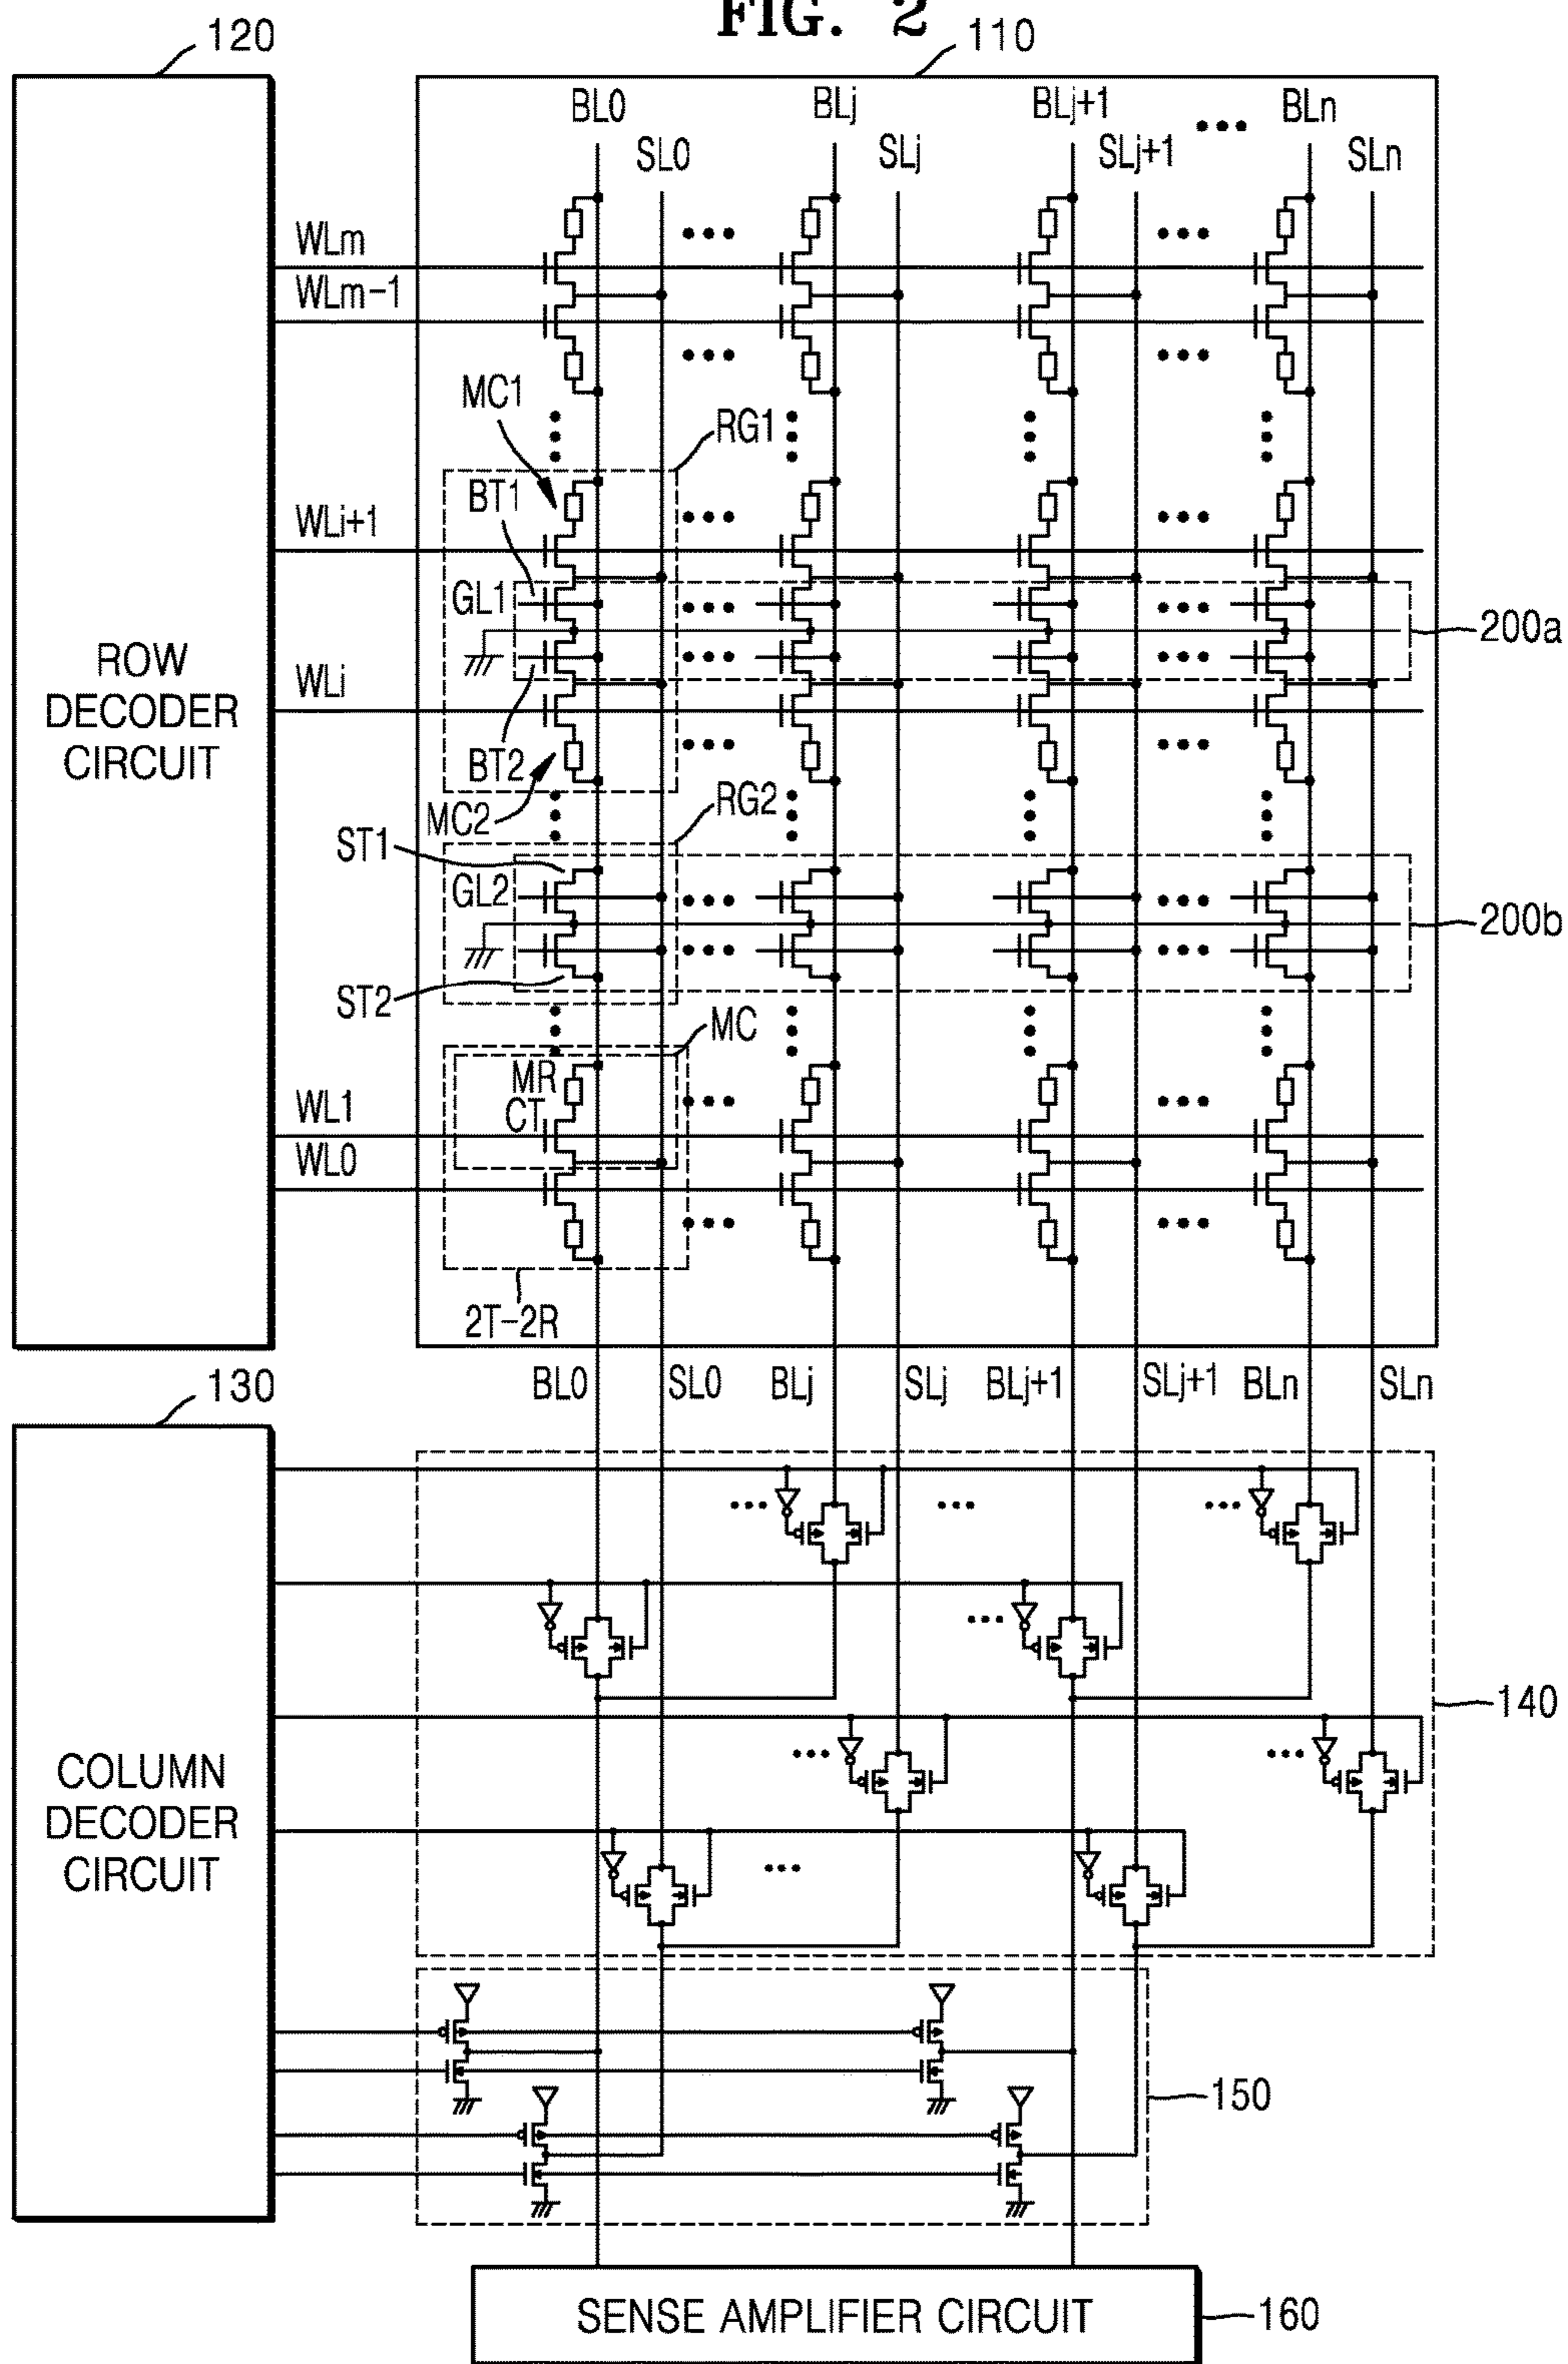 FIG. 2
120
110
BL0
BLj
BLj+1
BLn
SL0
SLj
SLj+1
SLn
WLm
WLm-1
MC1
RG1
BT1
WLi+1
GL1
200a
WLi
BT2
RG2
MC2
ST1
GL2
200b
ST2
MC
MR
CT
WL1
WL0
2T-2R
ROW
DECODER
CIRCUIT
BL0
SL0
BLj
SLj
BLj+1
SLj+1
BLn
SLn
130
140
COLUMN
DECODER
CIRCUIT
150
SENSE AMPLIFIER CIRCUIT
160